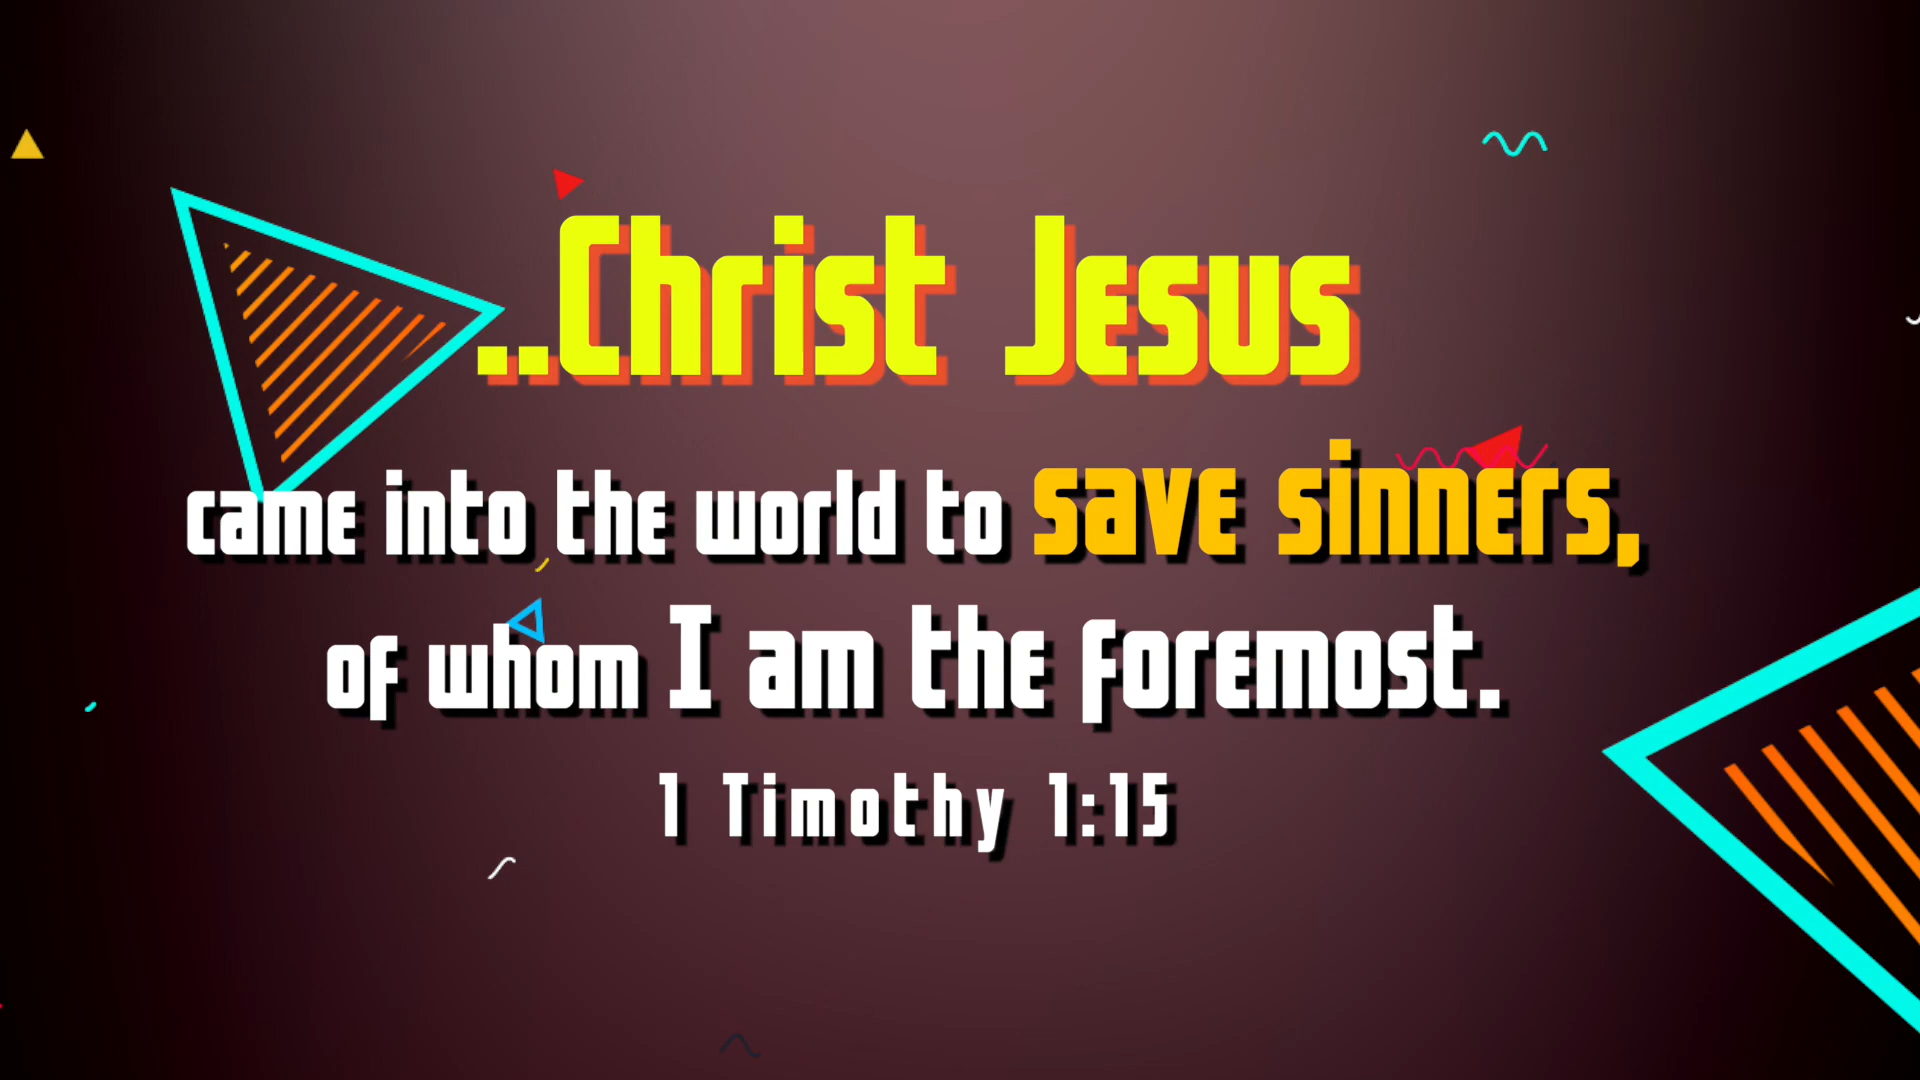 ..Christ Jesus
came into the world to save sinners,
of whom I am the foremost.
1 Timothy 1:15